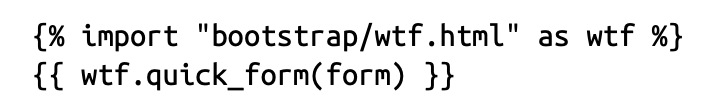 {% import "bootstrap/wtf.html" as wtf %}
{{ wtf.quick_form(form) }}